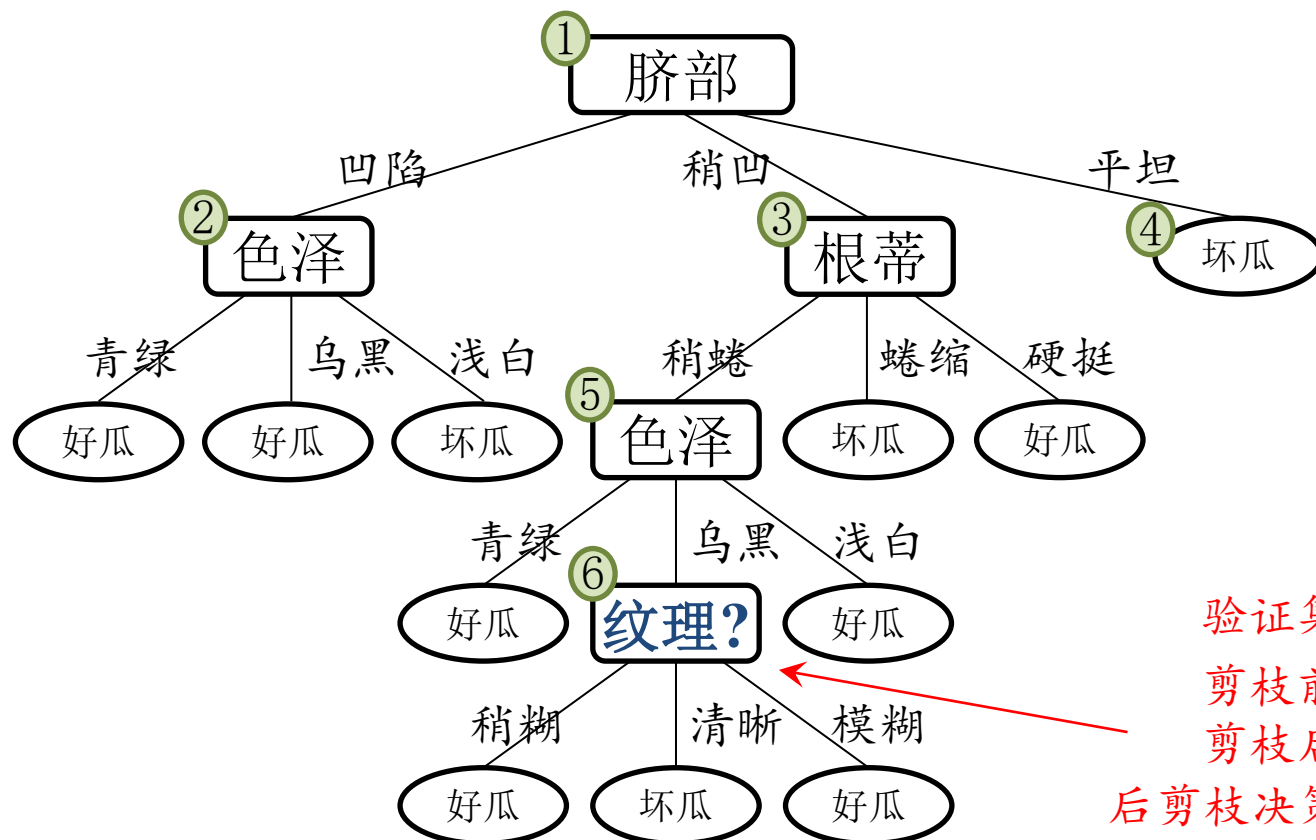 ① 脐部
凹陷 稍凹 平坦
② 色泽 ③ 根蒂 ④ 坏瓜
青绿 乌黑 浅白 稍蜷 蜷缩 硬挺
好瓜 好瓜 坏瓜 ⑤ 色泽 坏瓜 好瓜
青绿 乌黑 浅白
好瓜 ⑥ 纹理? 好瓜
验证
剪枝前
剪枝后
稍糊 清晰 模糊
好瓜 坏瓜 好瓜
后剪枝决